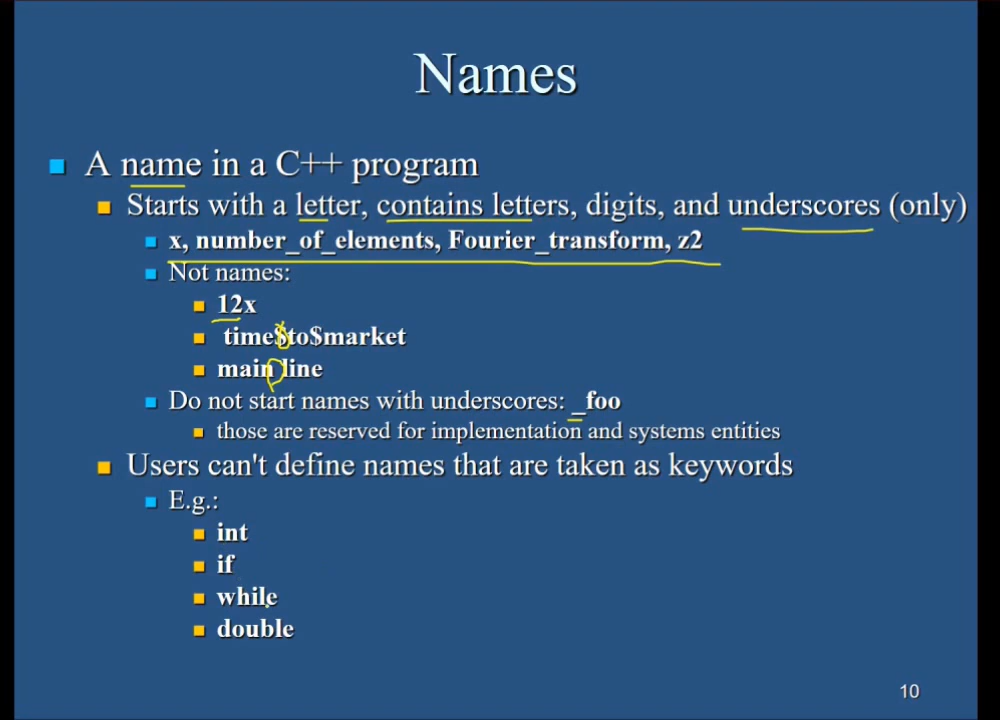 Names
A name in a C++ program
Starts with a letter, contains letters, digits, and underscores (only)
x, number_of_elements, Fourier_transform, z2
Not names:
12x
time$to$market
main line
Do not start names with underscores: _foo
those are reserved for implementation and systems entities
Users can't define names that are taken as keywords
E.g.:
int
if
while
double
10